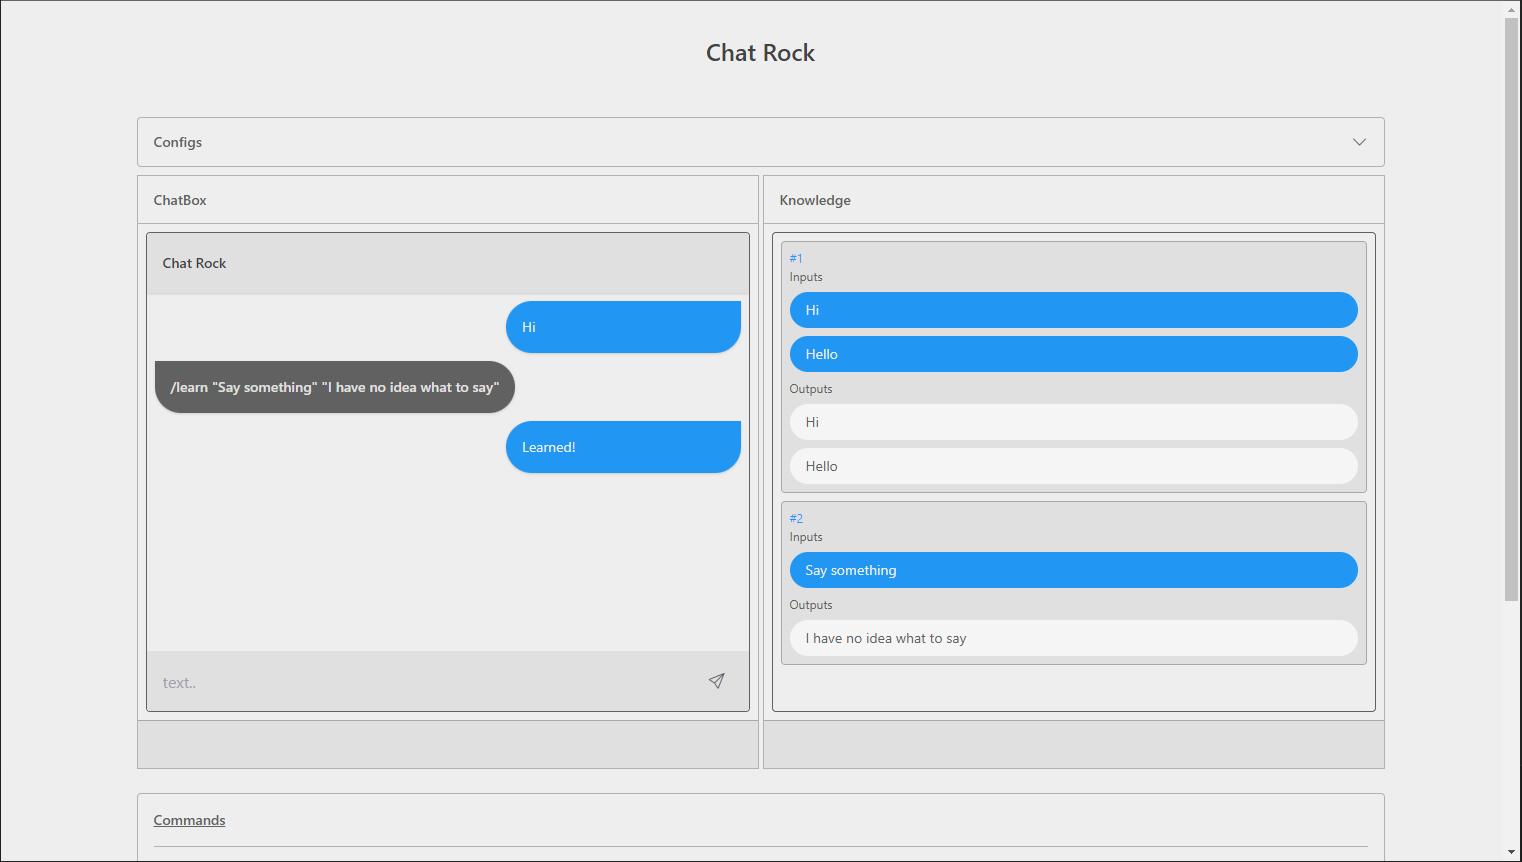 Chat Rock
Configs
ChatBox
Chat Rock
Hi
/learn "Say something" "I have no idea what to say"
Learned!
text..
Knowledge
#1
Inputs
Hi
Hello
Outputs
Hi
Hello
#2
Inputs
Say something
Outputs
I have no idea what to say
Commands